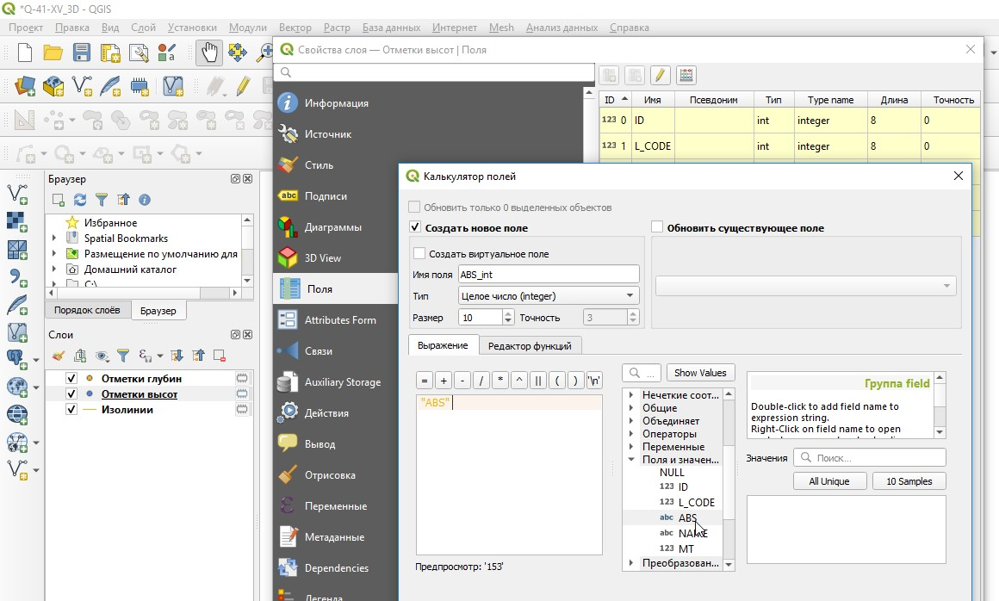 *Q-41-XV_3D - QGIS
Проект Правка Вид Слой Установки Модули Вектор Растр База данных Интернет Mesh Анализ данных Справка
Свойства слоя — Отметки высот | Поля
Информация
Источник
Стиль
abc Подписи
Диаграммы
3D View
Поля
Attributes Form
Связи
Auxiliary Storage
Действия
Вывод
Отрисовка
Переменные
Метаданные
Dependencies
Легенда
ID Имя Псевдоним Тип Type name Длина Точность
123 0 ID int integer 8 0
123 1 L_CODE int integer 8 0
Браузер
Избранное
Spatial Bookmarks
Размещение по умолчанию для
Домашний каталог
C:\
Порядок слоёв Браузер
Слои
Отметки глубин
Отметки высот
Изолинии
Калькулятор полей
Обновить только 0 выделенных объектов
Создать новое поле
Обновить существующее поле
Создать виртуальное поле
Имя поля ABS_int
Тип Целое число (integer)
Размер 10 Точность 3
Выражение Редактор функций
= + - / * ^ || ( ) '\n'
"ABS"
Предпросмотр: '153'
... Show Values
Нечеткие соот...
Общие
Объединяет
Операторы
Переменные
Поля и значен...
NULL
123 ID
123 L_CODE
abc ABS
abc NAME
123 MT
Преобразован...
Группа field
Double-click to add field name to
expression string.
Right-Click on field name to open
Значения Поиск...
All Unique 10 Samples